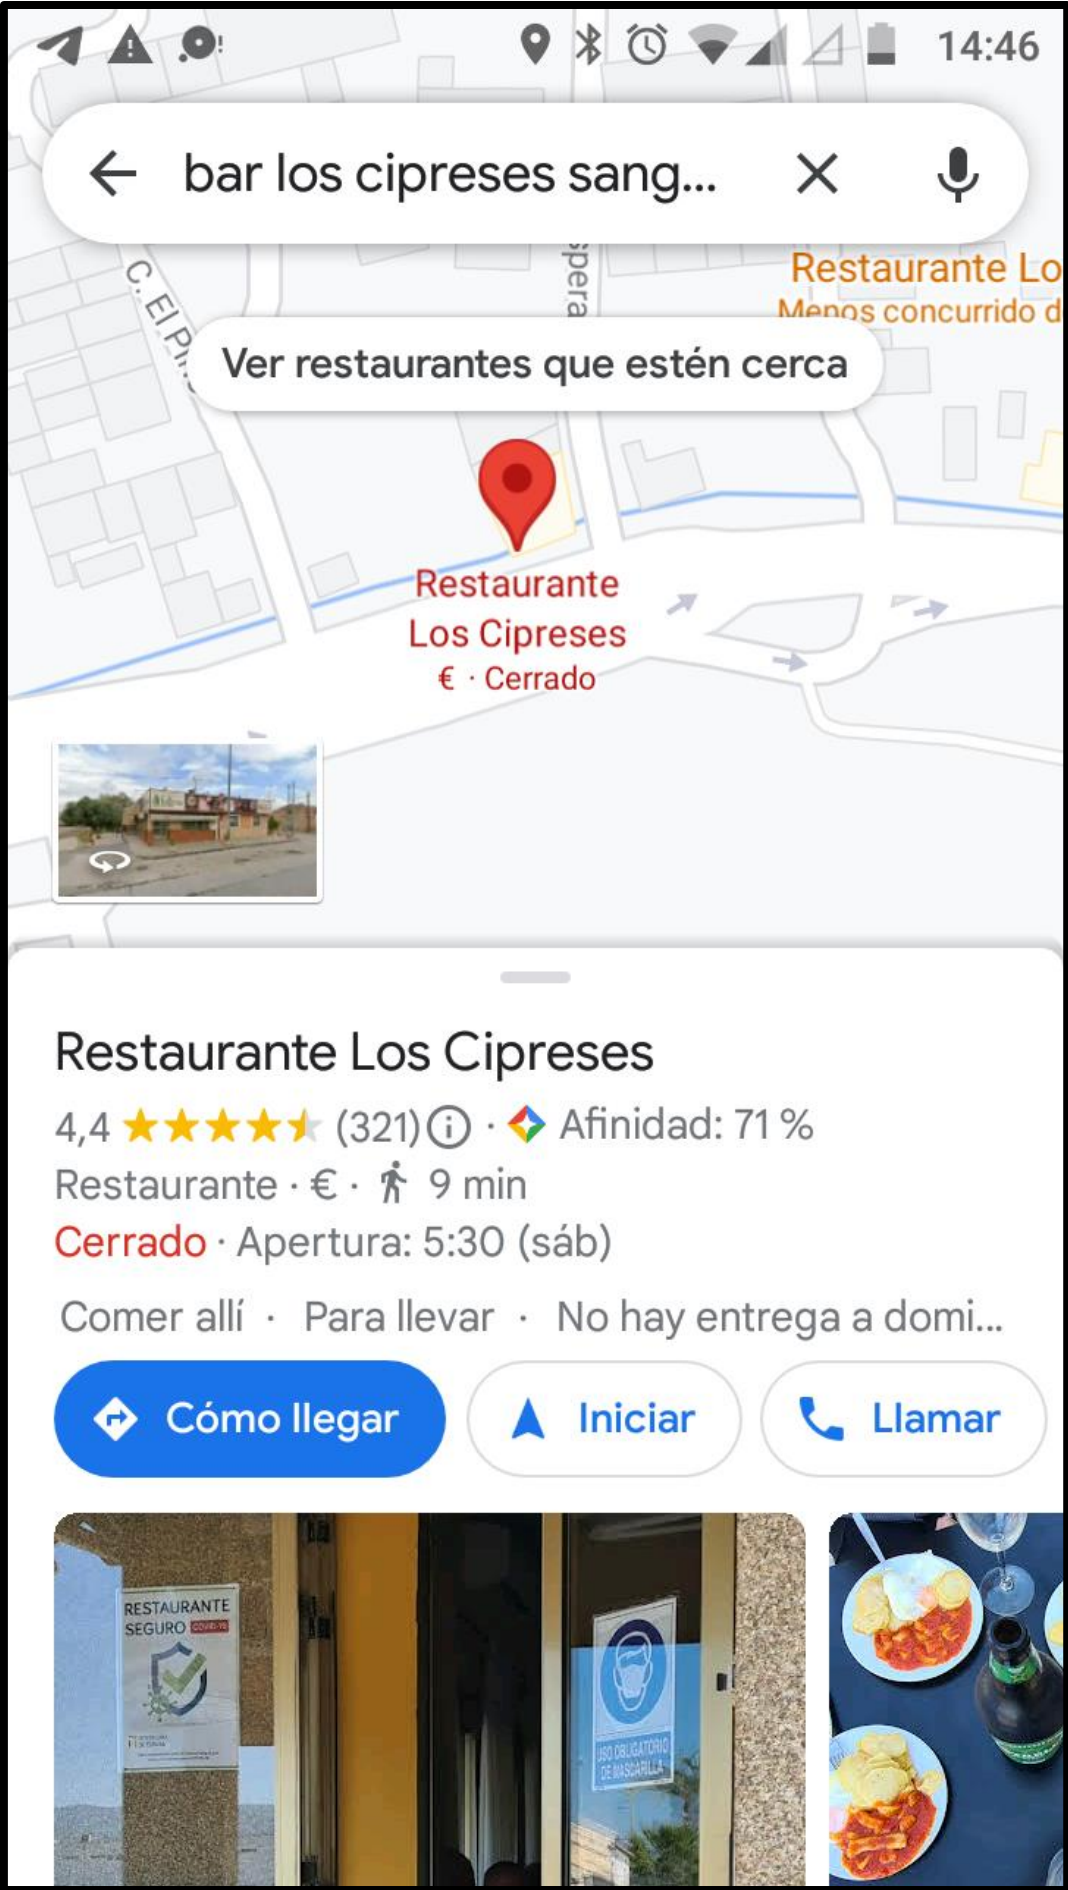 14:46
bar los cipreses sang...
C. El Pi
spera
Restaurante Lo
Menos concurrido d
Ver restaurantes que estén cerca
Restaurante
Los Cipreses
€ · Cerrado
Restaurante Los Cipreses
4,4 (321) · Afinidad: 71 %
Restaurante · € · 9 min
Cerrado · Apertura: 5:30 (sáb)
Comer allí · Para llevar · No hay entrega a domi...
Cómo llegar
Iniciar
Llamar
RESTAURANTE
SEGURO COVID-19
USO OBLIGATORIO
DE MASCARILLA